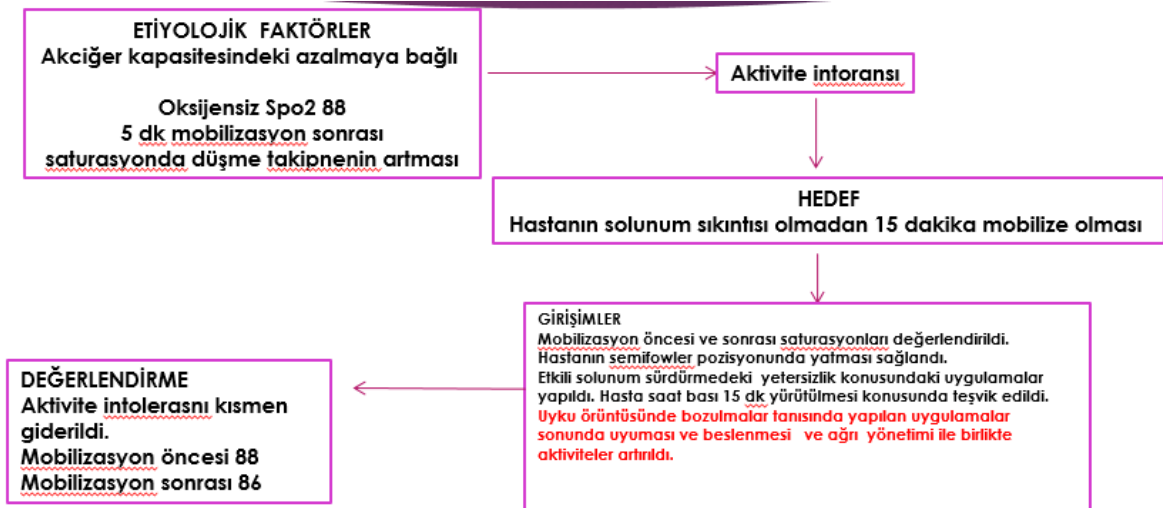 ETİYOLOJİK FAKTÖRLER
Akciğer kapasitesindeki azalmaya bağlı
Oksijensiz Spo2 88
5 dk mobilizasyon sonrası
saturasyonda düşme takipnenin artması
Aktivite intoransı
HEDEF
Hastanın solunum sıkıntısı olmadan 15 dakika mobilize olması
GİRİŞİMLER
Mobilizasyon öncesi ve sonrası saturasyonları değerlendirildi.
Hastanın semifowler pozisyonunda yatması sağlandı.
Etkili solunum sürdürmedeki yetersizlik konusundaki uygulamalar
yapıldı. Hasta saat bası 15 dk yürütülmesi konusunda teşvik edildi.
Uyku örüntüsünde bozulmalar tanısında yapılan uygulamalar
sonunda uyuması ve beslenmesi ve ağrı yönetimi ile birlikte
aktiviteler artırıldı.
DEĞERLENDİRME
Aktivite intolerasnı kısmen
giderildi.
Mobilizasyon öncesi 88
Mobilizasyon sonrası 86